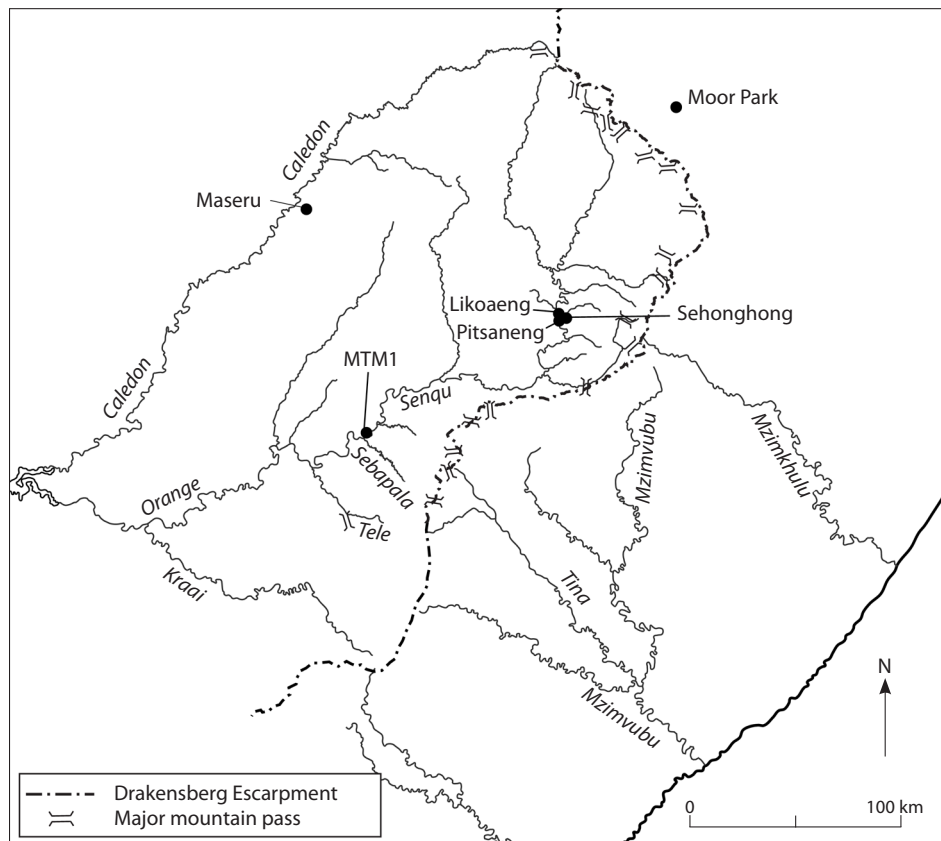 Moor Park
Caledon
Maseru
Likoaeng
Sehonghong
Pitsaneng
MTM1
Caledon
Senqu
Mzimvubu
Mzimkhulu
Sebapala
Orange
Tele
Kraai
Tina
N
Mzimvubu
Drakensberg Escarpment
Major mountain pass
0 100 km